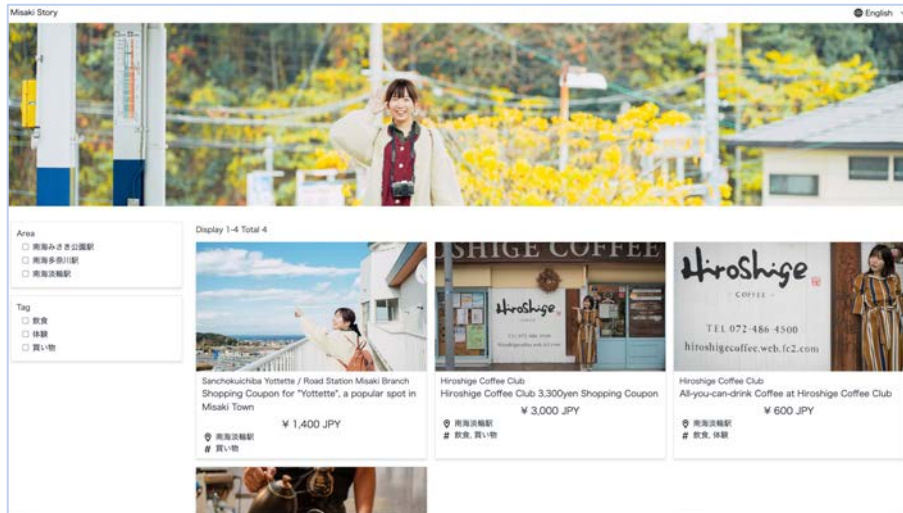 Misaki Story
English
Area
南海みさき公園駅
南海多奈川駅
南海淡輪駅
Tag
飲食
体験
買い物
Display 1-4 Total 4
Sanchokuichiba Yottette / Road Station Misaki Branch
Shopping Coupon for "Yottette", a popular spot in
Misaki Town
¥ 1,400 JPY
南海淡輪駅
# 買い物
SHIGE COFFEE
Hiroshige
Hiroshige Coffee Club
Hiroshige Coffee Club 3,300yen Shopping Coupon
¥ 3,000 JPY
南海淡輪駅
# 飲食, 買い物
Hiroshige
COFFEE
TEL 072-486-4500
hiroshigecoffee.web.fc2.com
Hiroshige Coffee Club
All-you-can-drink Coffee at Hiroshige Coffee Club
¥ 600 JPY
南海淡輪駅
# 飲食, 体験